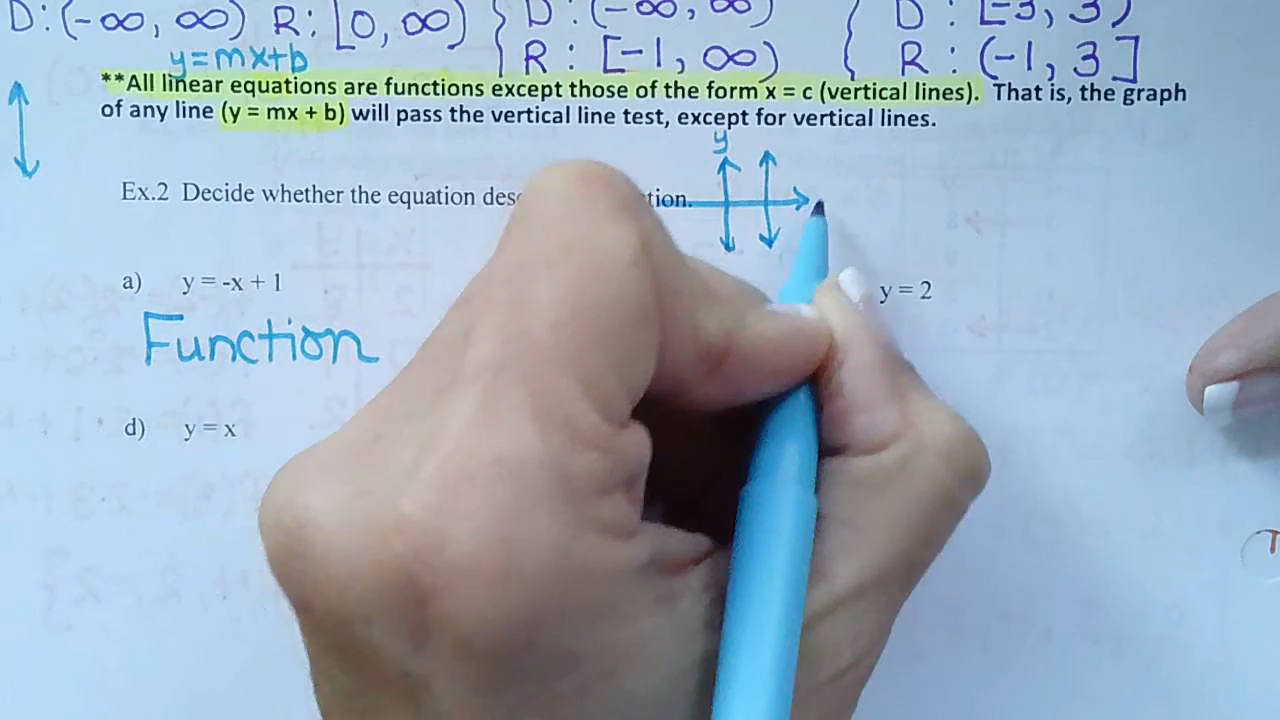 D: (-∞, ∞) R: [0, ∞) { D: (-∞, ∞) { D: [-3, 3)
y=mx+b { R: [-1, ∞) { R: (-1, 3]
**All linear equations are functions except those of the form x = c (vertical lines). That is, the graph
of any line (y = mx + b) will pass the vertical line test, except for vertical lines.
y
Ex.2 Decide whether the equation
a) y = -x + 1
y = 2
Function
d) y = x